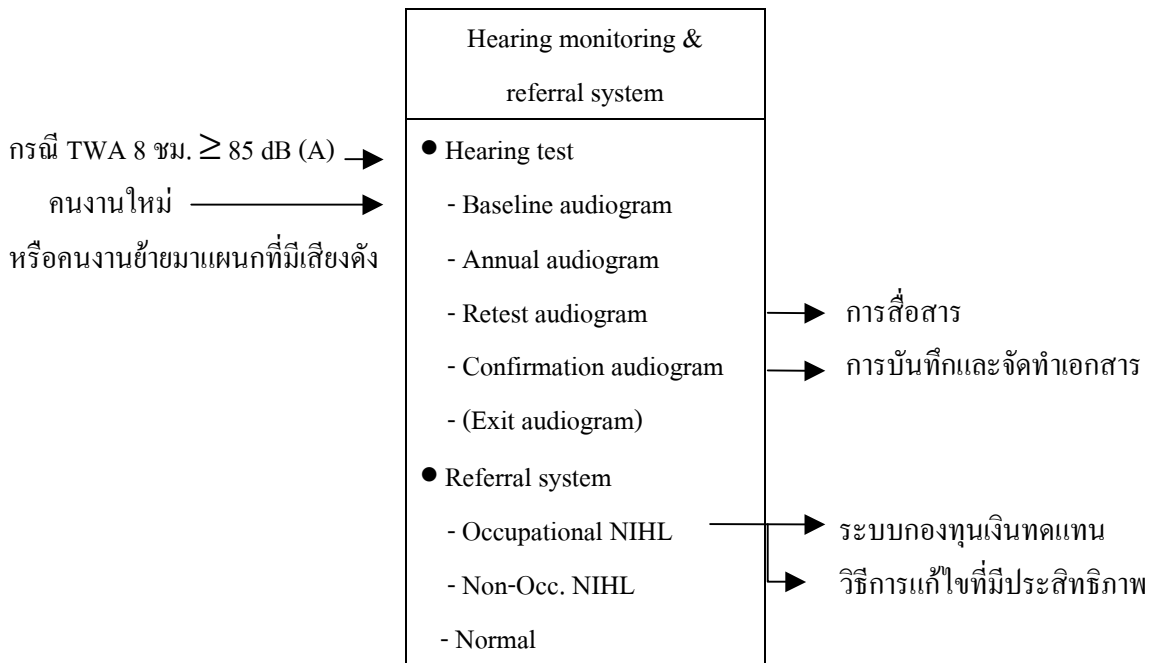 Hearing monitoring &
referral system
กรณี TWA 8 ชม. ≥ 85 dB (A)
คนงานใหม่
หรือคนงานย้ายมาแผนกที่มีเสียงดัง
● Hearing test
- Baseline audiogram
- Annual audiogram
- Retest audiogram
- Confirmation audiogram
- (Exit audiogram)
● Referral system
- Occupational NIHL
- Non-Occ. NIHL
- Normal
การสื่อสาร
การบันทึกและจัดทำเอกสาร
ระบบกองทุนเงินทดแทน
วิธีการแก้ไขที่มีประสิทธิภาพ